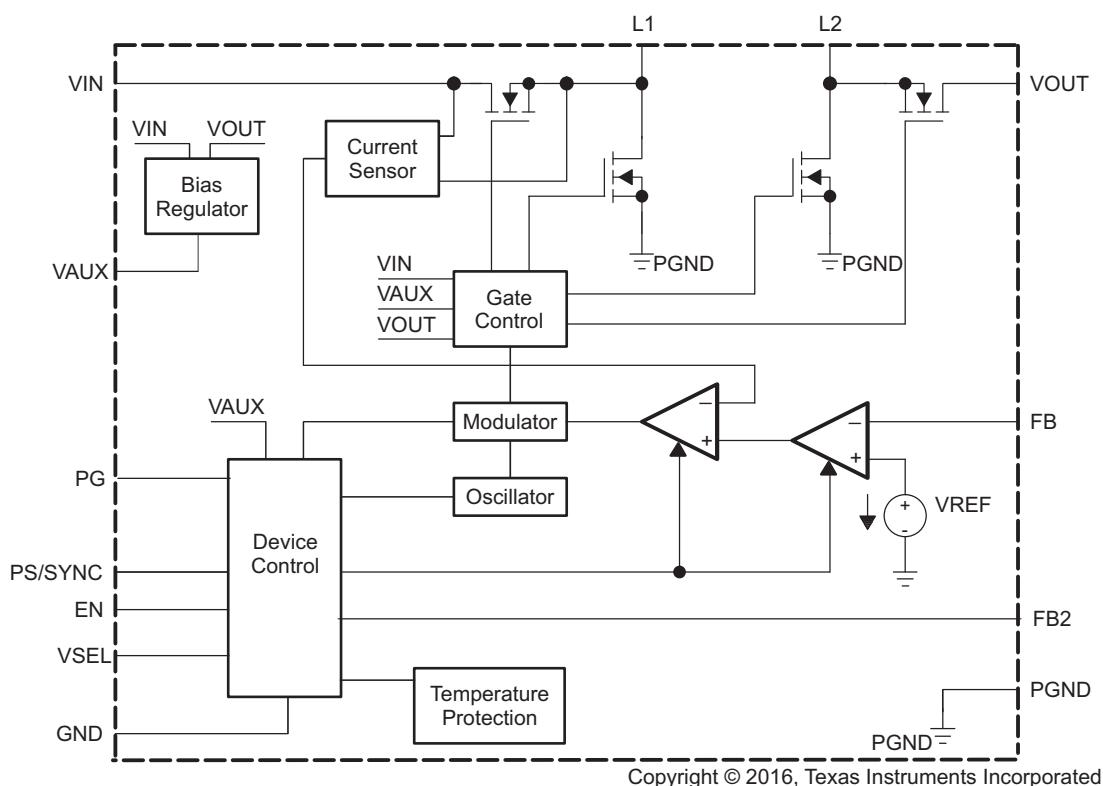 L1
L2
VIN
VOUT
VIN
VOUT
Current
Sensor
Bias
Regulator
VAUX
PGND
PGND
VIN
VAUX
VOUT
Gate
Control
VAUX
Modulator
−
+
−
+
FB
PG
Oscillator
+
-
VREF
Device
Control
PS/SYNC
EN
FB2
VSEL
Temperature
Protection
PGND
GND
PGND
Copyright © 2016, Texas Instruments Incorporated